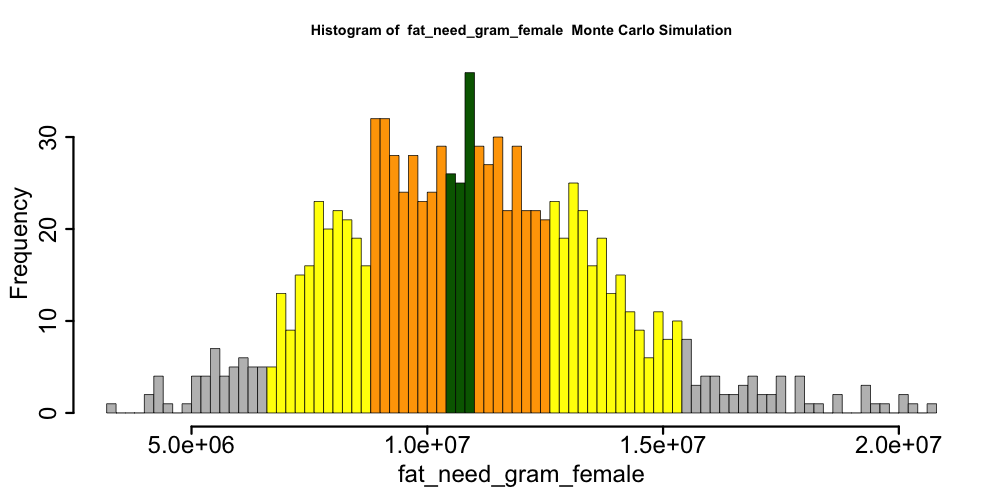 Histogram of fat_need_gram_female Monte Carlo Simulation
Frequency
30
20
10
0
5.0e+06 1.0e+07 1.5e+07 2.0e+07
fat_need_gram_female